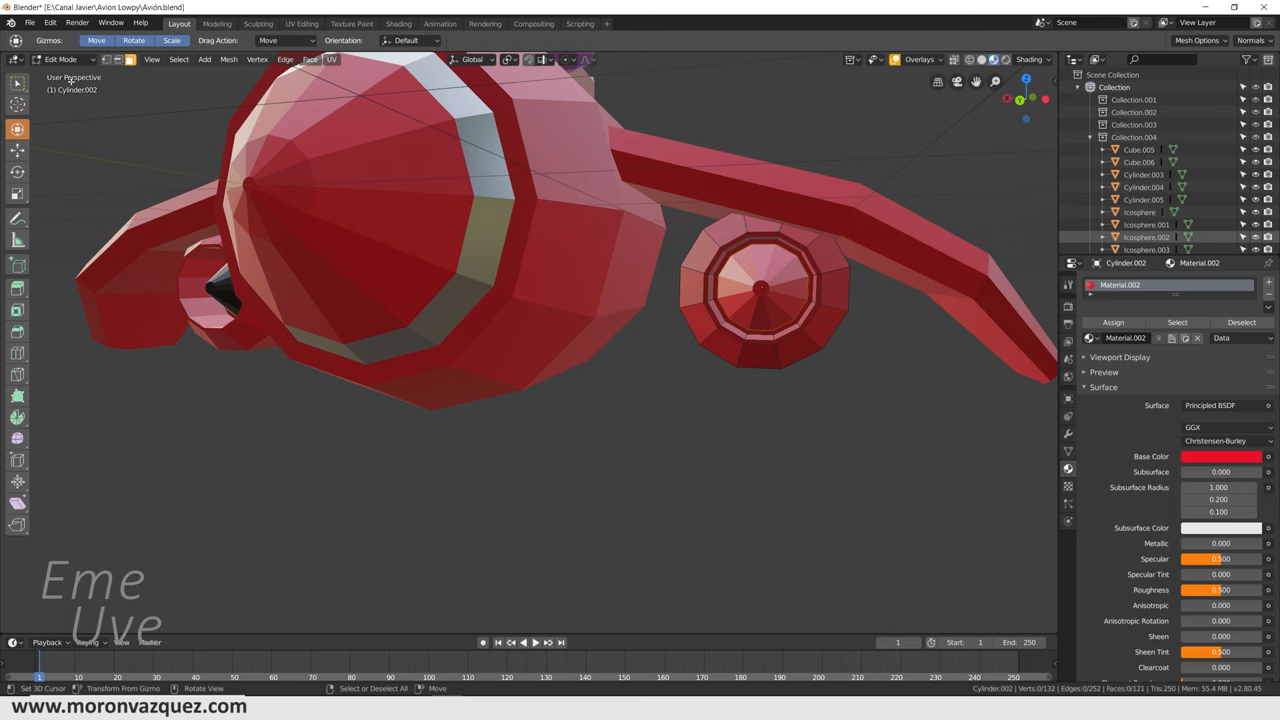 Blender* [E:\Canal Javier\Avion Lowpy\Avión.blend]
File Edit Render Window Help Layout Modeling Sculpting UV Editing Texture Paint Shading Animation Rendering Compositing Scripting Scene View Layer
Gizmos: Move Rotate Scale Drag Action: Move Orientation: Default Mesh Options Normals
Edit Mode View Select Add Mesh Vertex Edge Face UV Global Overlays Shading
User Perspective
(1) Cylinder.002
Scene Collection
Collection
Collection.001
Collection.002
Collection.003
Collection.004
Cube.005
Cube.006
Cylinder.003
Cylinder.004
Cylinder.005
Icosphere
Icosphere.001
Icosphere.002
Icosphere.003
Cylinder.002 Material.002
Material.002
Assign Select Deselect
Material.002 9 Data
Viewport Display
Preview
Surface
Surface Principled BSDF
GGX
Christensen-Burley
Base Color
Subsurface 0.000
Subsurface Radius 1.000
0.200
0.100
Subsurface Color
Metallic 0.000
Specular 0.500
Specular Tint 0.000
Roughness 0.500
Anisotropic 0.000
Anisotropic Rotation 0.000
Sheen 0.000
Sheen Tint 0.500
Clearcoat 0.000
Eme
Uve
Playback Keying View Marker 1 Start: 1 End: 250
1 10 20 30 40 50 60 70 80 90 100 110 120 130 140 150 160 170 180 190 200 210 220 230 240 250
Set 3D Cursor Transform From Gizmo Rotate View Select or Deselect All Move Cylinder.002 | Verts:0/132 | Edges:0/252 | Faces:0/121 | Tris:250 | Mem: 55.4 MB | v2.80.45
www.moronvazquez.com